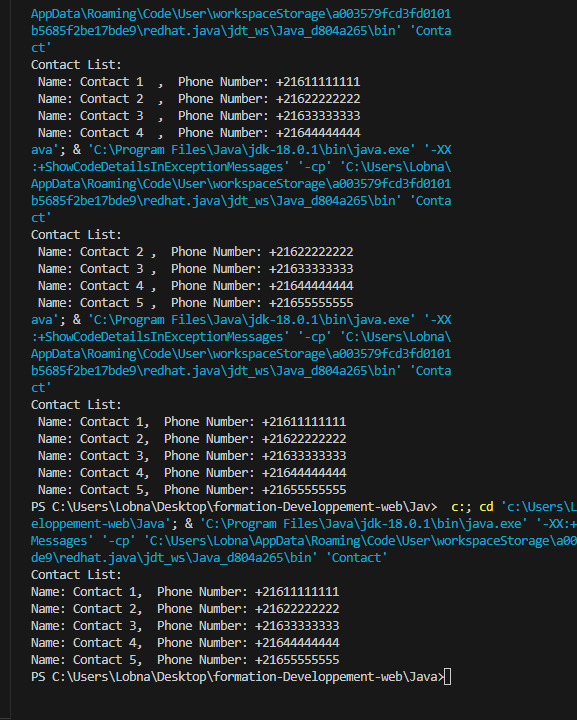 AppData\Roaming\Code\User\workspaceStorage\a003579fcd3fd0101
b5685f2be17bde9\redhat.java\jdt_ws\Java_d804a265\bin' 'Conta
ct'
Contact List:
 Name: Contact 1  ,  Phone Number: +21611111111
 Name: Contact 2  ,  Phone Number: +21622222222
 Name: Contact 3  ,  Phone Number: +21633333333
 Name: Contact 4  ,  Phone Number: +21644444444
ava'; & 'C:\Program Files\Java\jdk-18.0.1\bin\java.exe' '-XX
:+ShowCodeDetailsInExceptionMessages' '-cp' 'C:\Users\Lobna\
AppData\Roaming\Code\User\workspaceStorage\a003579fcd3fd0101
b5685f2be17bde9\redhat.java\jdt_ws\Java_d804a265\bin' 'Conta
ct'
Contact List:
 Name: Contact 2 ,  Phone Number: +21622222222
 Name: Contact 3 ,  Phone Number: +21633333333
 Name: Contact 4 ,  Phone Number: +21644444444
 Name: Contact 5 ,  Phone Number: +21655555555
ava'; & 'C:\Program Files\Java\jdk-18.0.1\bin\java.exe' '-XX
:+ShowCodeDetailsInExceptionMessages' '-cp' 'C:\Users\Lobna\
AppData\Roaming\Code\User\workspaceStorage\a003579fcd3fd0101
b5685f2be17bde9\redhat.java\jdt_ws\Java_d804a265\bin' 'Conta
ct'
Contact List:
 Name: Contact 1,  Phone Number: +21611111111
 Name: Contact 2,  Phone Number: +21622222222
 Name: Contact 3,  Phone Number: +21633333333
 Name: Contact 4,  Phone Number: +21644444444
 Name: Contact 5,  Phone Number: +21655555555
PS C:\Users\Lobna\Desktop\formation-Developpement-web\Jav>  c:; cd 'c:\Users\L
eloppement-web\Java'; & 'C:\Program Files\Java\jdk-18.0.1\bin\java.exe' '-XX:+
Messages' '-cp' 'C:\Users\Lobna\AppData\Roaming\Code\User\workspaceStorage\a00
de9\redhat.java\jdt_ws\Java_d804a265\bin' 'Contact'
Contact List:
Name: Contact 1,  Phone Number: +21611111111
Name: Contact 2,  Phone Number: +21622222222
Name: Contact 3,  Phone Number: +21633333333
Name: Contact 4,  Phone Number: +21644444444
Name: Contact 5,  Phone Number: +21655555555
PS C:\Users\Lobna\Desktop\formation-Developpement-web\Java>